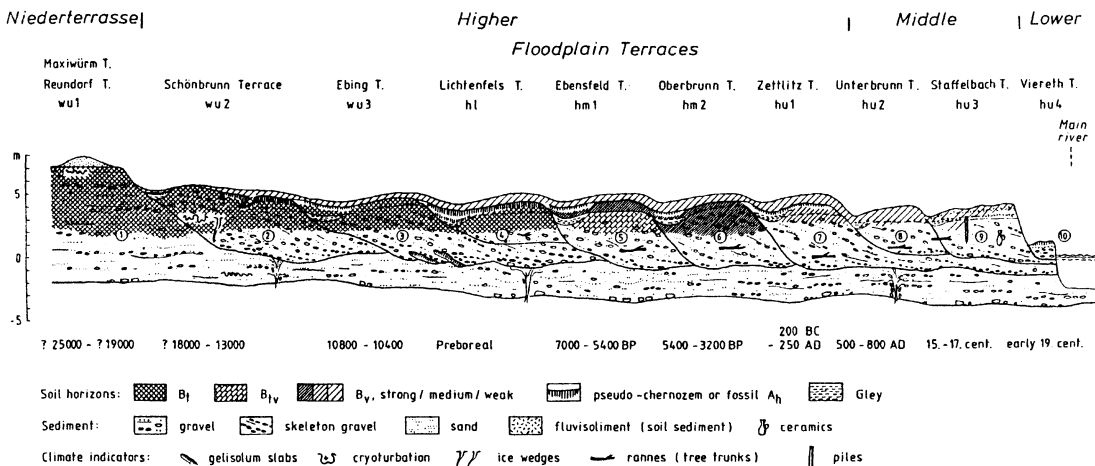 Niederterrasse | Higher | Middle | Lower
Floodplain Terraces
Maxiwürm T.
Reundorf T. Schönbrunn Terrace Ebing T. Lichtenfels T. Ebensfeld T. Oberbrunn T. Zettlitz T. Unterbrunn T. Staffelbach T. Viereth T.
wu1 wu2 wu3 hl hm1 hm2 hu1 hu2 hu3 hu4
Main
river
m
5
0
-5
1 2 3 4 5 6 7 8 9 10
? 25000 - ? 19000 ? 18000 - 13000 10800 - 10400 Preboreal 7000 - 5400 BP 5400 - 3200 BP 200 BC - 250 AD 500 - 800 AD 15. - 17. cent. early 19. cent.
Soil horizons: Bt Btv Bv, strong / medium / weak pseudo-chernozem or fossil Ah Gley
Sediment: gravel skeleton gravel sand fluvisoliment (soil sediment) ceramics
Climate indicators: gelisolum slabs cryoturbation ice wedges rannes (tree trunks) piles